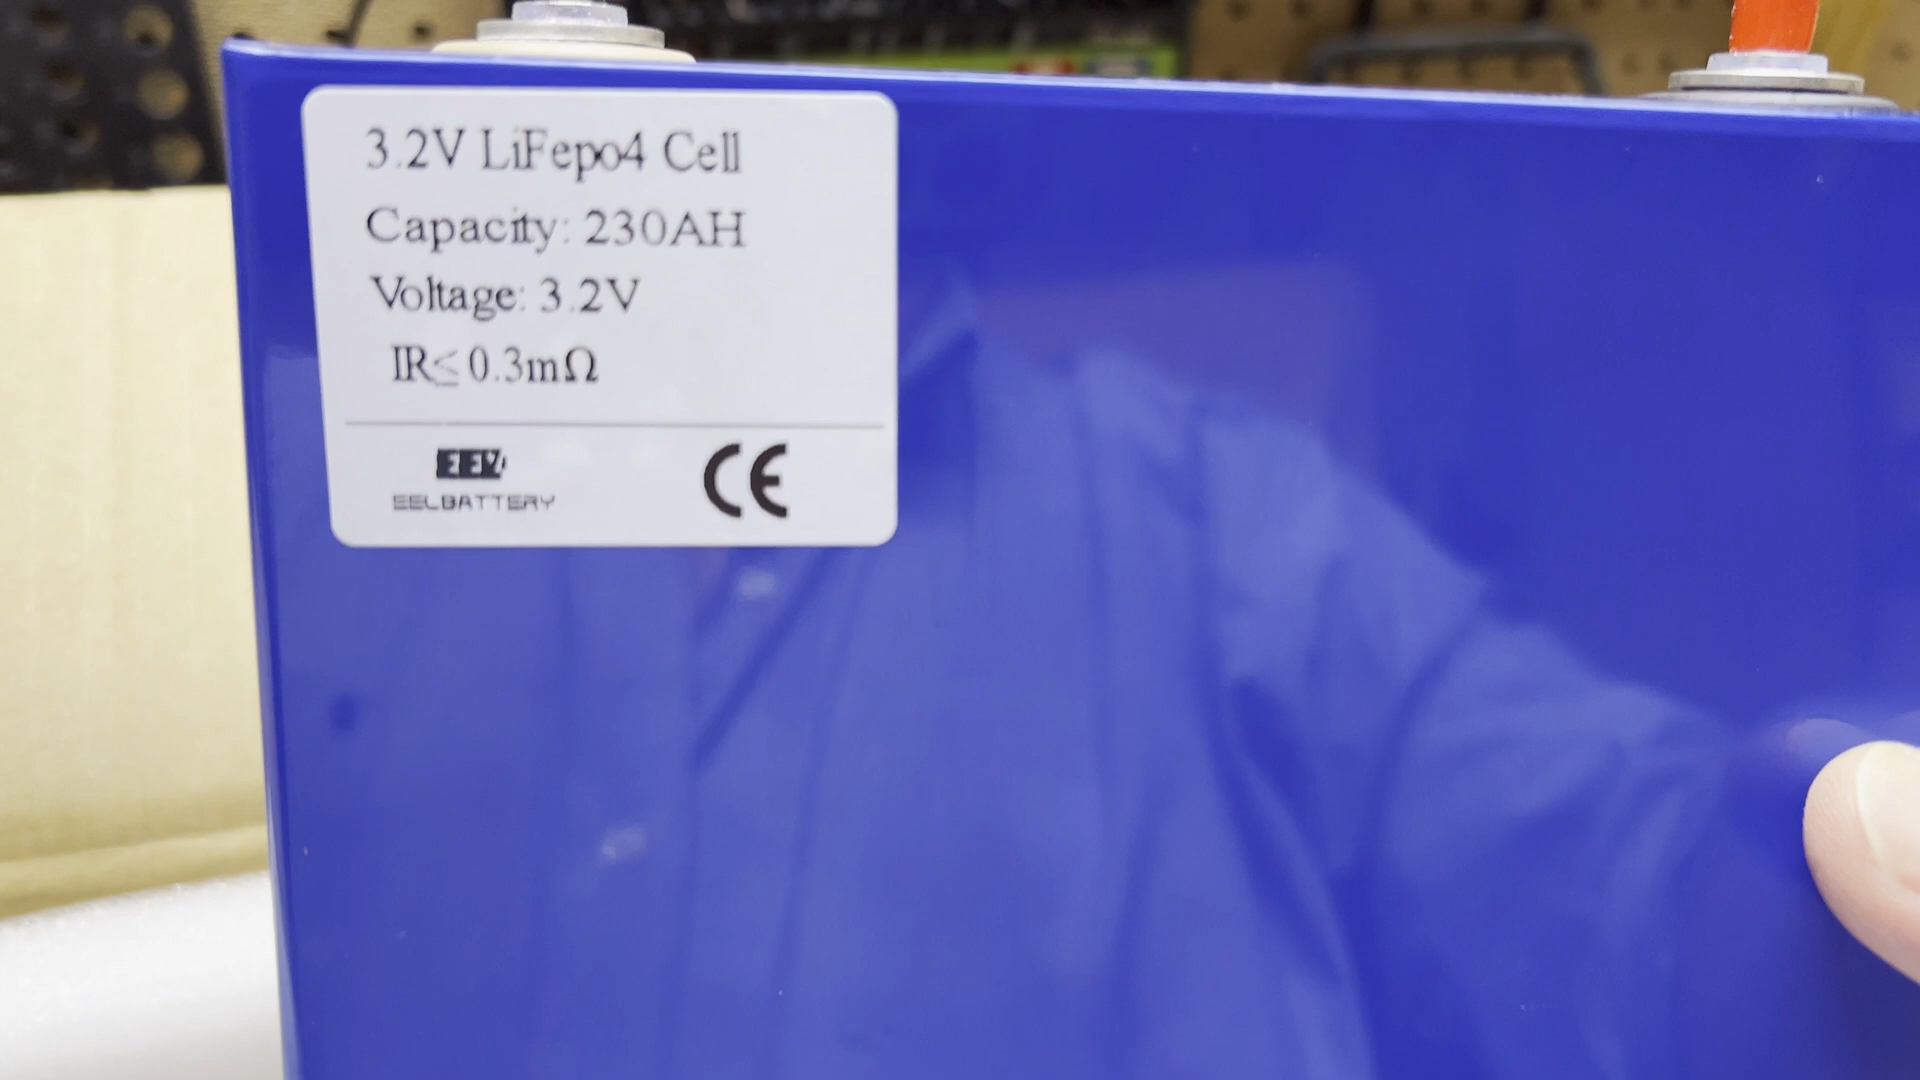 3.2V LiFepo4 Cell
Capacity: 230AH
Voltage: 3.2V
IR≤ 0.3mΩ
EEL
EELBATTERY
CE